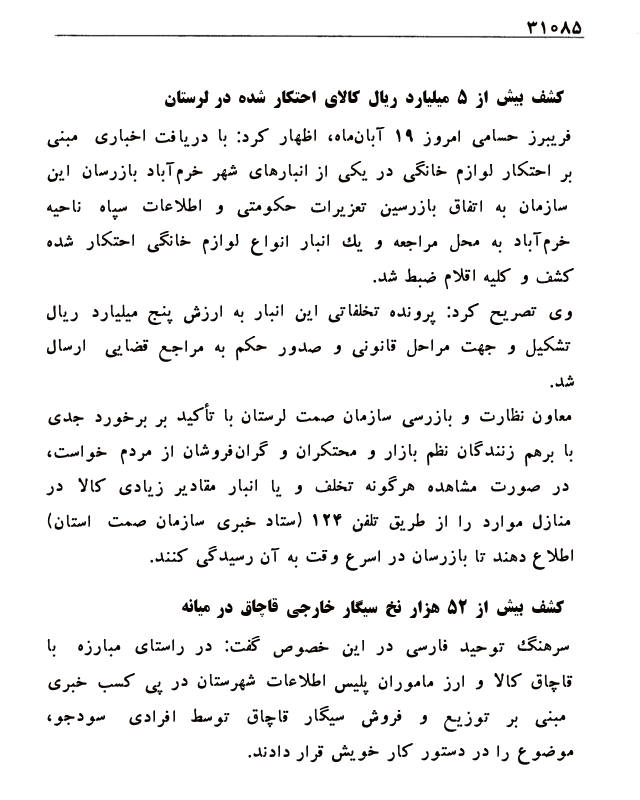 ۳۱۰۸۵
کشف بیش از ۵ میلیارد ریال کالای احتکار شده در لرستان
فریبرز حسامی امروز ۱۹ آبان‌ماه، اظهار کرد: با دریافت اخباری مبنی
بر احتکار لوازم خانگی در یکی از انبارهای شهر خرم‌آباد بازرسان این
سازمان به اتفاق بازرسین تعزیرات حکومتی و اطلاعات سپاه ناحیه
خرم‌آباد به محل مراجعه و یك انبار انواع لوازم خانگی احتکار شده
کشف و کلیه اقلام ضبط شد.
وی تصریح کرد: پرونده تخلفاتی این انبار به ارزش پنج میلیارد ریال
تشکیل و جهت مراحل قانونی و صدور حکم به مراجع قضایی ارسال
شد.
معاون نظارت و بازرسی سازمان صمت لرستان با تأکید بر برخورد جدی
با برهم زنندگان نظم بازار و محتکران و گران‌فروشان از مردم خواست،
در صورت مشاهده هرگونه تخلف و یا انبار مقادیر زیادی کالا در
منازل موارد را از طریق تلفن ۱۲۴ (ستاد خبری سازمان صمت استان)
اطلاع دهند تا بازرسان در اسرع وقت به آن رسیدگی کنند.
کشف بیش از ۵۲ هزار نخ سیگار خارجی قاچاق در میانه
سرهنگ توحید فارسی در این خصوص گفت: در راستای مبارزه با
قاچاق کالا و ارز ماموران پلیس اطلاعات شهرستان در پی کسب خبری
مبنی بر توزیع و فروش سیگار قاچاق توسط افرادی سودجو،
موضوع را در دستور کار خویش قرار دادند.